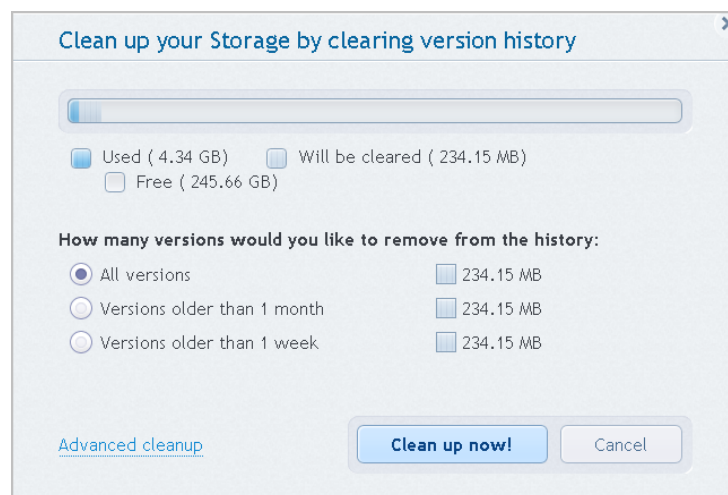 Clean up your Storage by clearing version history
Used ( 4.34 GB) Will be cleared ( 234.15 MB)
Free ( 245.66 GB)
How many versions would you like to remove from the history:
All versions 234.15 MB
Versions older than 1 month 234.15 MB
Versions older than 1 week 234.15 MB
Advanced cleanup Clean up now! Cancel